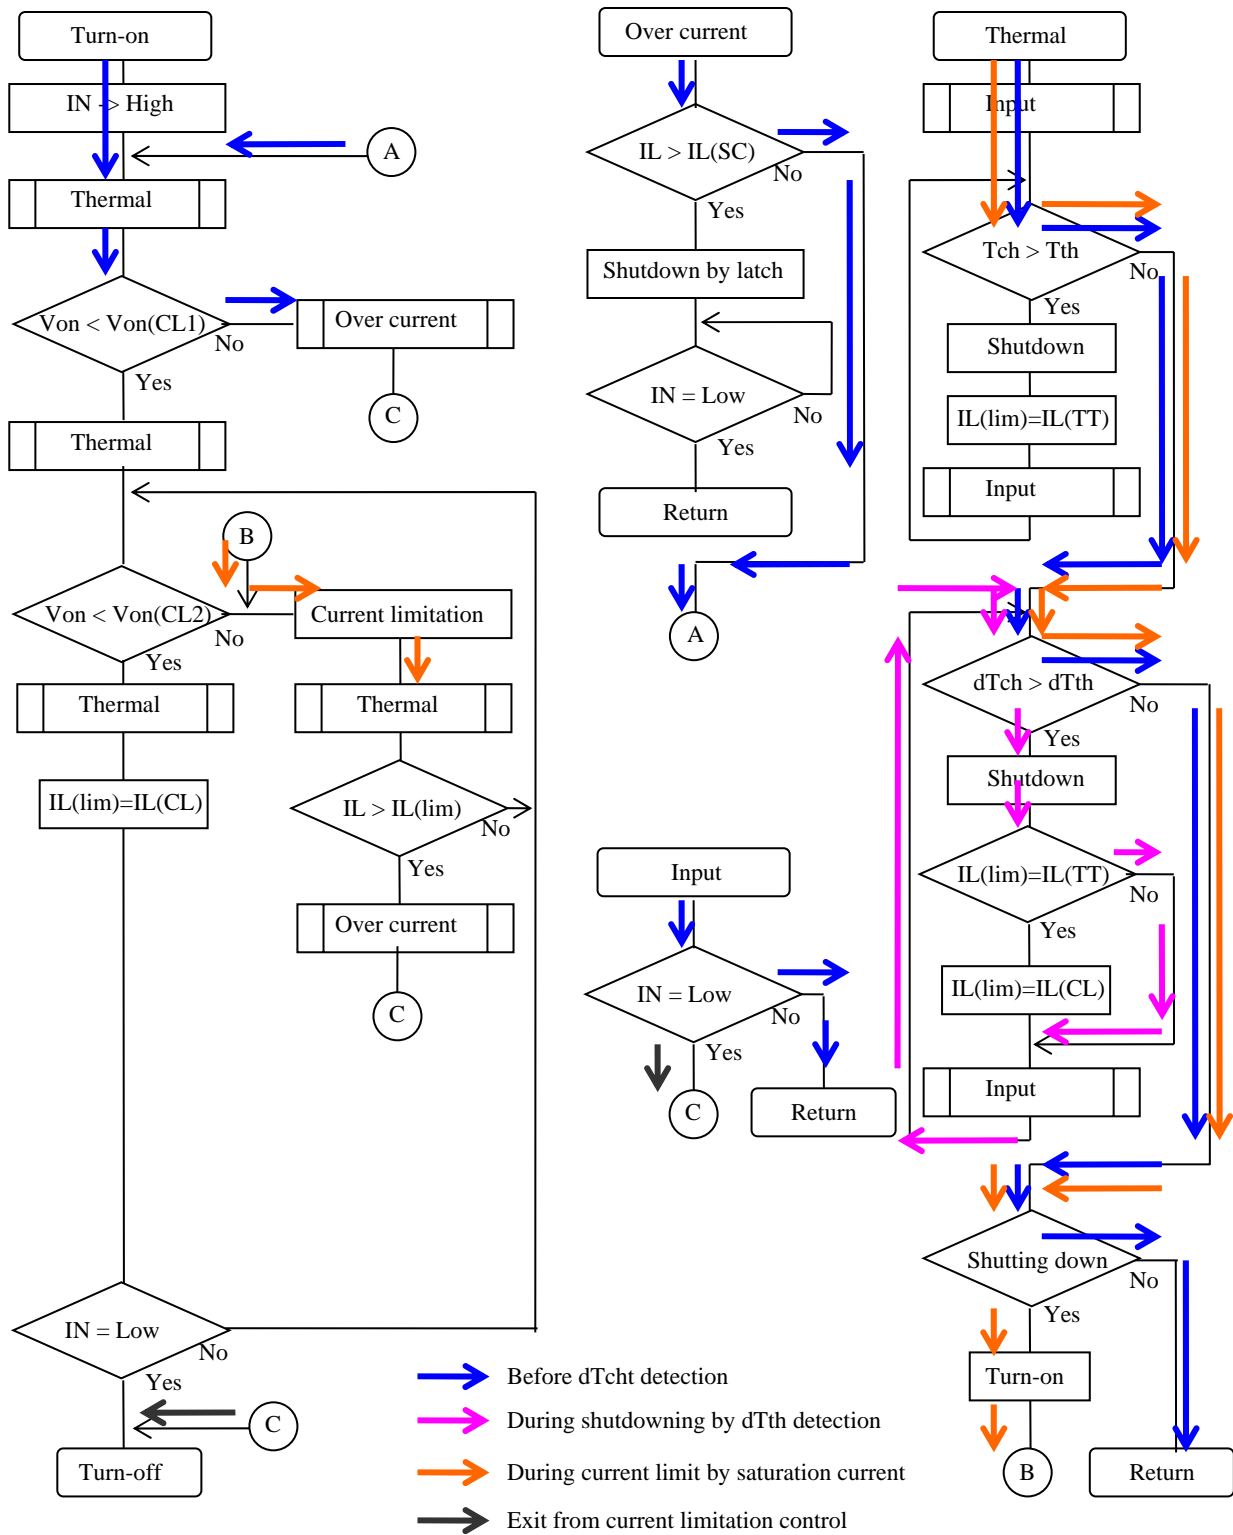 Turn-on
IN -> High
A
Thermal
Von < Von(CL1)
No
Yes
Over current
C
Thermal
B
Von < Von(CL2)
No
Yes
Current limitation
Thermal
Thermal
IL(lim)=IL(CL)
IL > IL(lim)
No
Yes
Over current
C
IN = Low
No
Yes
C
Turn-off
Over current
IL > IL(SC)
No
Yes
Shutdown by latch
IN = Low
No
Yes
Return
A
Input
IN = Low
No
Yes
C
Return
Thermal
Input
Tch > Tth
No
Yes
Shutdown
IL(lim)=IL(TT)
Input
dTch > dTth
No
Yes
Shutdown
IL(lim)=IL(TT)
No
Yes
IL(lim)=IL(CL)
Input
Shutting down
No
Yes
Turn-on
B
Return
Before dTcht detection
During shutdowning by dTth detection
During current limit by saturation current
Exit from current limitation control